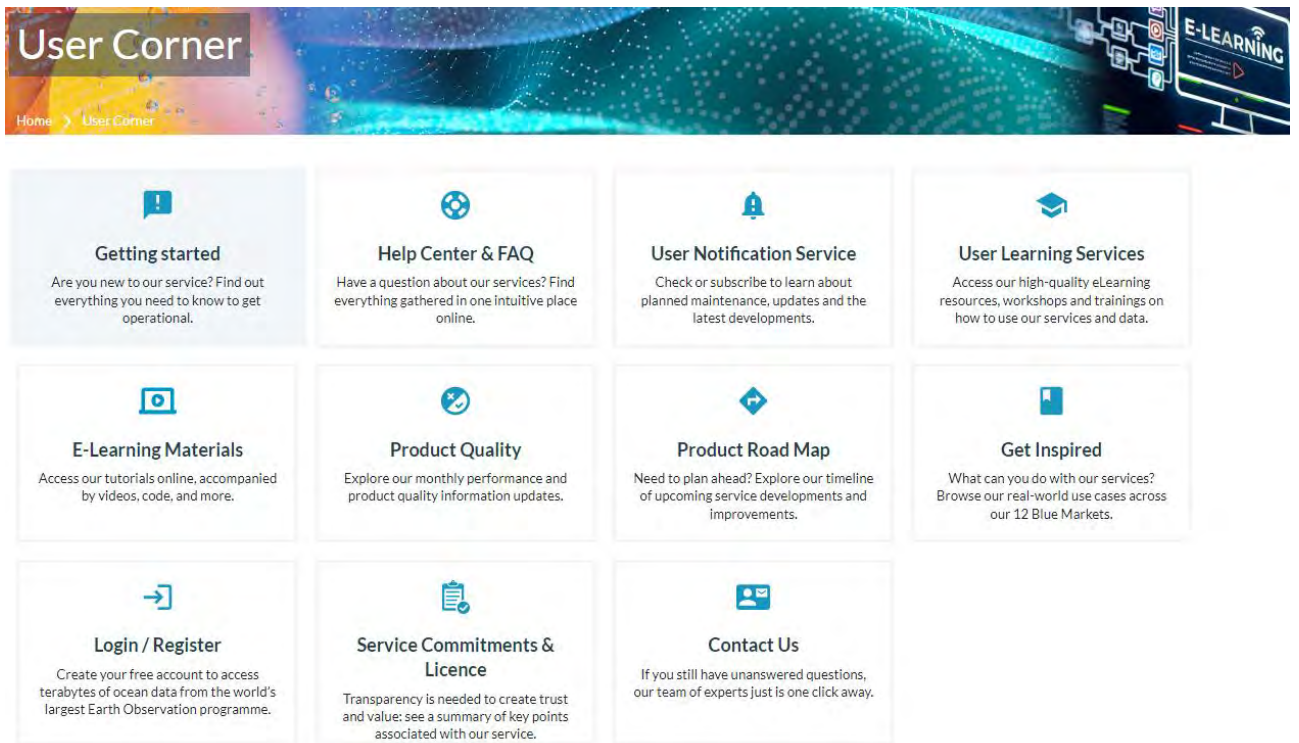 User Corner
Home > User Corner
E-LEARNING
Getting started
Are you new to our service? Find out
everything you need to know to get
operational.
Help Center & FAQ
Have a question about our services? Find
everything gathered in one intuitive place
online.
User Notification Service
Check or subscribe to learn about
planned maintenance, updates and the
latest developments.
User Learning Services
Access our high-quality eLearning
resources, workshops and trainings on
how to use our services and data.
E-Learning Materials
Access our tutorials online, accompanied
by videos, code, and more.
Product Quality
Explore our monthly performance and
product quality information updates.
Product Road Map
Need to plan ahead? Explore our timeline
of upcoming service developments and
improvements.
Get Inspired
What can you do with our services?
Browse our real-world use cases across
our 12 Blue Markets.
Login / Register
Create your free account to access
terabytes of ocean data from the world's
largest Earth Observation programme.
Service Commitments &
Licence
Transparency is needed to create trust
and value: see a summary of key points
associated with our service.
Contact Us
If you still have unanswered questions,
our team of experts just is one click away.